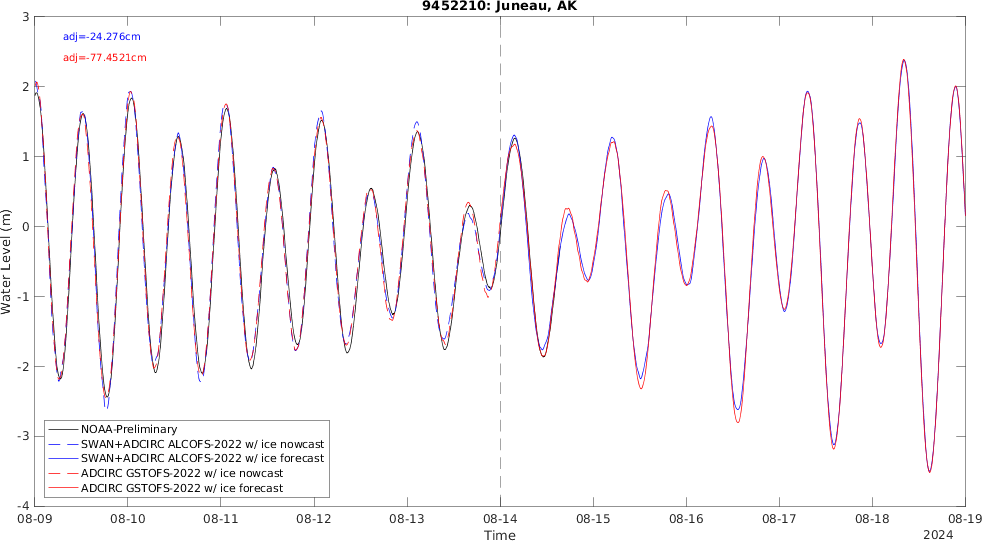 9452210: Juneau, AK
adj=-24.276cm
adj=-77.4521cm
3
2
1
0
-1
-2
-3
-4
Water Level (m)
NOAA-Preliminary
SWAN+ADCIRC ALCOFS-2022 w/ ice nowcast
SWAN+ADCIRC ALCOFS-2022 w/ ice forecast
ADCIRC GSTOFS-2022 w/ ice nowcast
ADCIRC GSTOFS-2022 w/ ice forecast
08-09 08-10 08-11 08-12 08-13 08-14 08-15 08-16 08-17 08-18 08-19
Time
2024